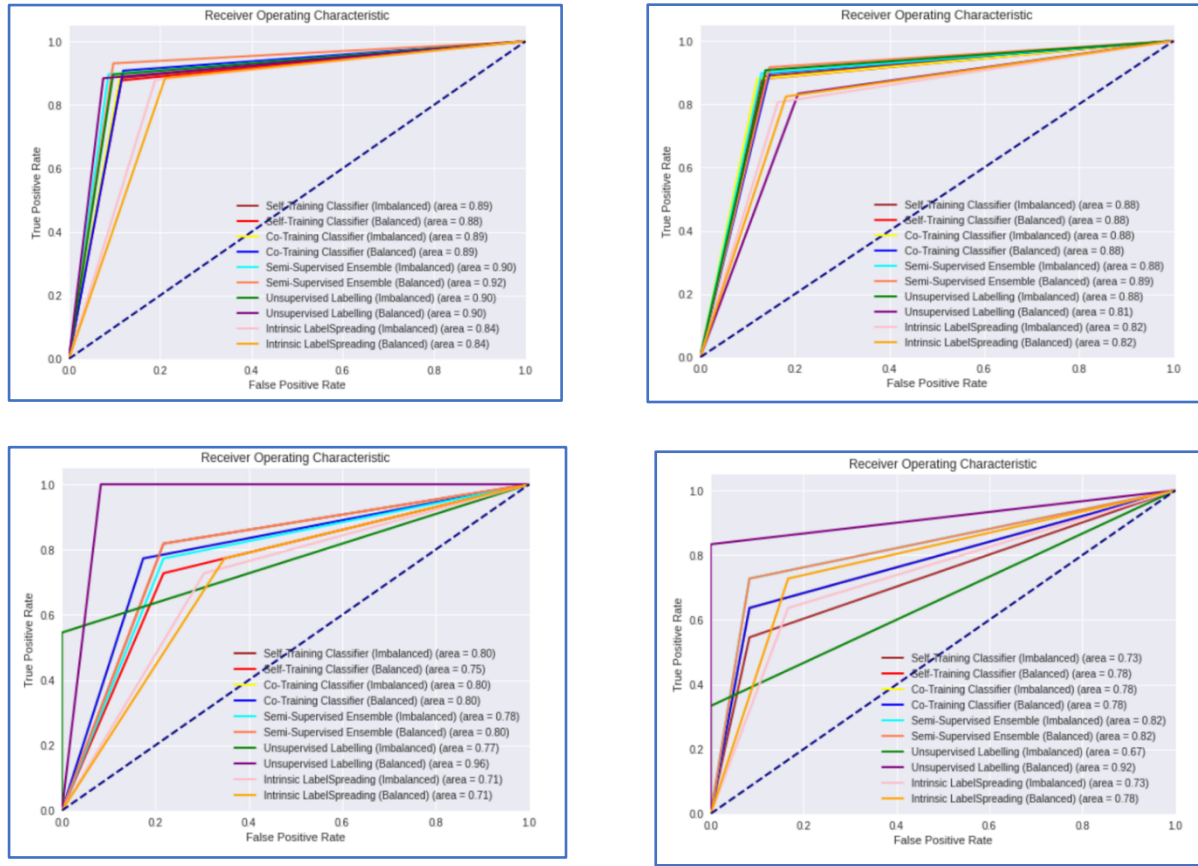 Receiver Operating Characteristic
1.0
0.8
0.6
0.4
0.2
0.0
True Positive Rate
Self-Training Classifier (Imbalanced) (area = 0.89)
Self-Training Classifier (Balanced) (area = 0.88)
Co-Training Classifier (Imbalanced) (area = 0.89)
Co-Training Classifier (Balanced) (area = 0.89)
Semi-Supervised Ensemble (Imbalanced) (area = 0.90)
Semi-Supervised Ensemble (Balanced) (area = 0.92)
Unsupervised Labelling (Imbalanced) (area = 0.90)
Unsupervised Labelling (Balanced) (area = 0.90)
Intrinsic LabelSpreading (Imbalanced) (area = 0.84)
Intrinsic LabelSpreading (Balanced) (area = 0.84)
0.0 0.2 0.4 0.6 0.8 1.0
False Positive Rate
Receiver Operating Characteristic
1.0
0.8
0.6
0.4
0.2
0.0
True Positive Rate
Self-Training Classifier (Imbalanced) (area = 0.88)
Self-Training Classifier (Balanced) (area = 0.88)
Co-Training Classifier (Imbalanced) (area = 0.88)
Co-Training Classifier (Balanced) (area = 0.88)
Semi-Supervised Ensemble (Imbalanced) (area = 0.88)
Semi-Supervised Ensemble (Balanced) (area = 0.89)
Unsupervised Labelling (Imbalanced) (area = 0.88)
Unsupervised Labelling (Balanced) (area = 0.81)
Intrinsic LabelSpreading (Imbalanced) (area = 0.82)
Intrinsic LabelSpreading (Balanced) (area = 0.82)
0.0 0.2 0.4 0.6 0.8 1.0
False Positive Rate
Receiver Operating Characteristic
1.0
0.8
0.6
0.4
0.2
0.0
True Positive Rate
Self-Training Classifier (Imbalanced) (area = 0.80)
Self-Training Classifier (Balanced) (area = 0.75)
Co-Training Classifier (Imbalanced) (area = 0.80)
Co-Training Classifier (Balanced) (area = 0.80)
Semi-Supervised Ensemble (Imbalanced) (area = 0.78)
Semi-Supervised Ensemble (Balanced) (area = 0.80)
Unsupervised Labelling (Imbalanced) (area = 0.77)
Unsupervised Labelling (Balanced) (area = 0.96)
Intrinsic LabelSpreading (Imbalanced) (area = 0.71)
Intrinsic LabelSpreading (Balanced) (area = 0.71)
0.0 0.2 0.4 0.6 0.8 1.0
False Positive Rate
Receiver Operating Characteristic
1.0
0.8
0.6
0.4
0.2
0.0
True Positive Rate
Self-Training Classifier (Imbalanced) (area = 0.73)
Self-Training Classifier (Balanced) (area = 0.78)
Co-Training Classifier (Imbalanced) (area = 0.78)
Co-Training Classifier (Balanced) (area = 0.78)
Semi-Supervised Ensemble (Imbalanced) (area = 0.82)
Semi-Supervised Ensemble (Balanced) (area = 0.82)
Unsupervised Labelling (Imbalanced) (area = 0.67)
Unsupervised Labelling (Balanced) (area = 0.92)
Intrinsic LabelSpreading (Imbalanced) (area = 0.73)
Intrinsic LabelSpreading (Balanced) (area = 0.78)
0.0 0.2 0.4 0.6 0.8 1.0
False Positive Rate